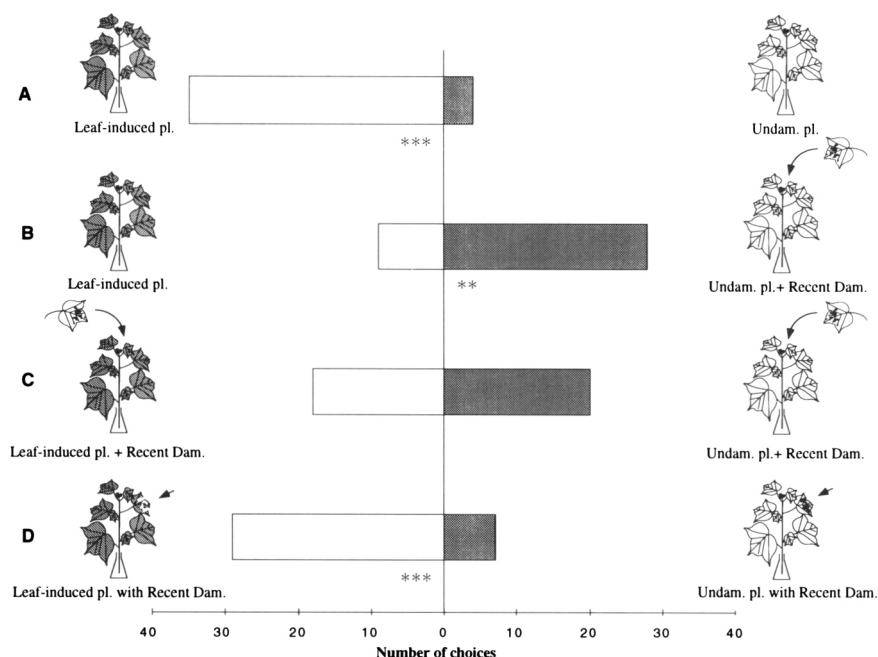 A
Leaf-induced pl.
***
Undam. pl.
B
Leaf-induced pl.
**
Undam. pl.+ Recent Dam.
C
Leaf-induced pl. + Recent Dam.
Undam. pl.+ Recent Dam.
D
Leaf-induced pl. with Recent Dam.
***
Undam. pl. with Recent Dam.
40 30 20 10 0 10 20 30 40
Number of choices